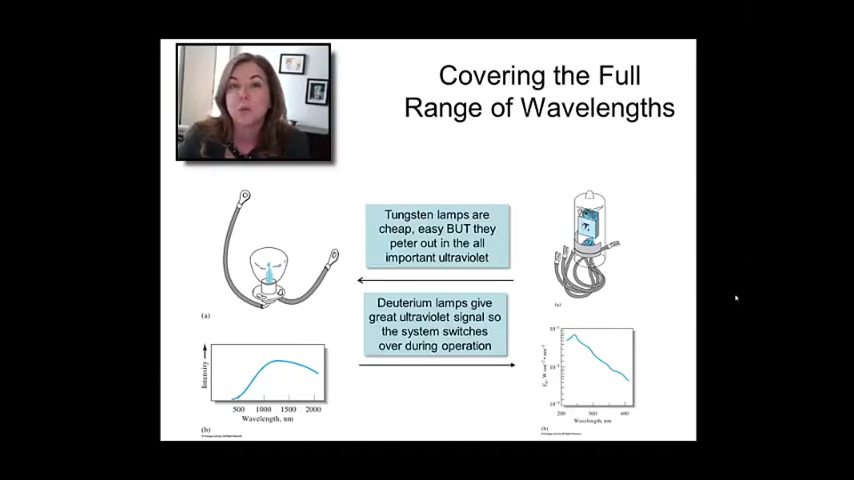 Covering the Full
Range of Wavelengths
Tungsten lamps are
cheap, easy BUT they
peter out in the all
important ultraviolet
Deuterium lamps give
great ultraviolet signal so
the system switches
over during operation
(a)
Intensity
500 1000 1500 2000
Wavelength, nm
(b)
200 300 400
Wavelength, nm
(b)